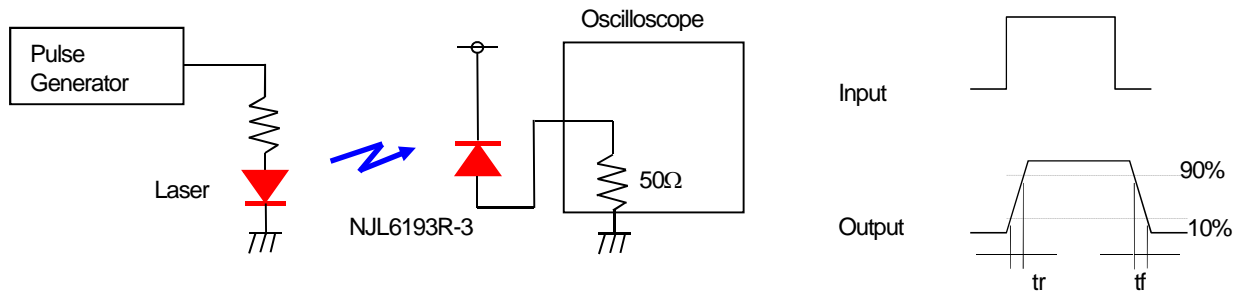 Pulse
Generator
Laser
NJL6193R-3
Oscilloscope
50Ω
Input
Output
90%
10%
tr
tf